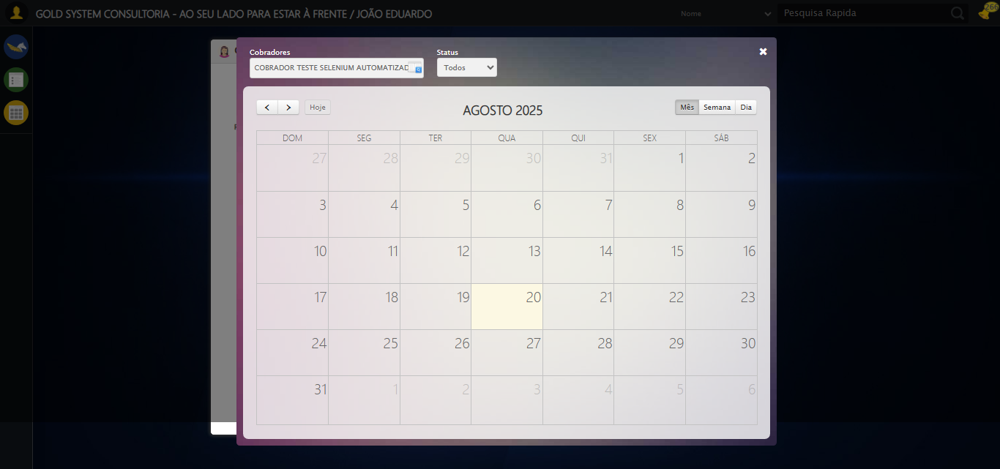 GOLD SYSTEM CONSULTORIA - AO SEU LADO PARA ESTAR À FRENTE / JOÃO EDUARDO
Nome
Pesquisa Rapida
266
Cobradores
Status
COBRADOR TESTE SELENIUM AUTOMATIZAD
Todos
Hoje
AGOSTO 2025
Mês Semana Dia
DOM SEG TER QUA QUI SEX SÁB
27 28 29 30 31 1 2
3 4 5 6 7 8 9
10 11 12 13 14 15 16
17 18 19 20 21 22 23
24 25 26 27 28 29 30
31 1 2 3 4 5 6